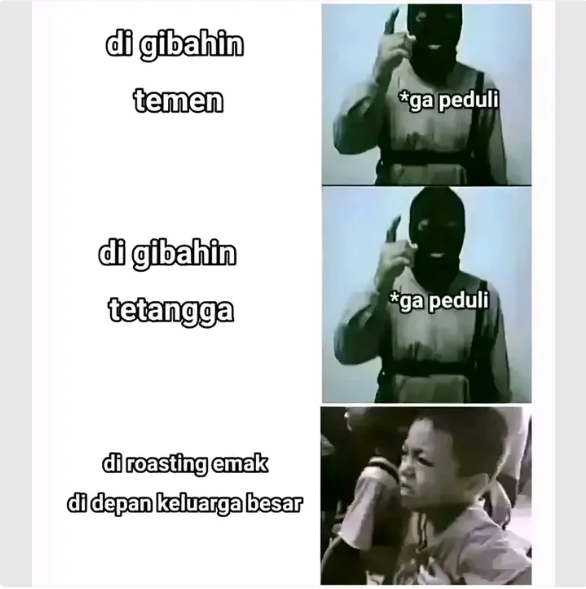 di gibahin
temen
*ga peduli
di gibahin
tetangga
*ga peduli
di roasting emak
di depan keluarga besar